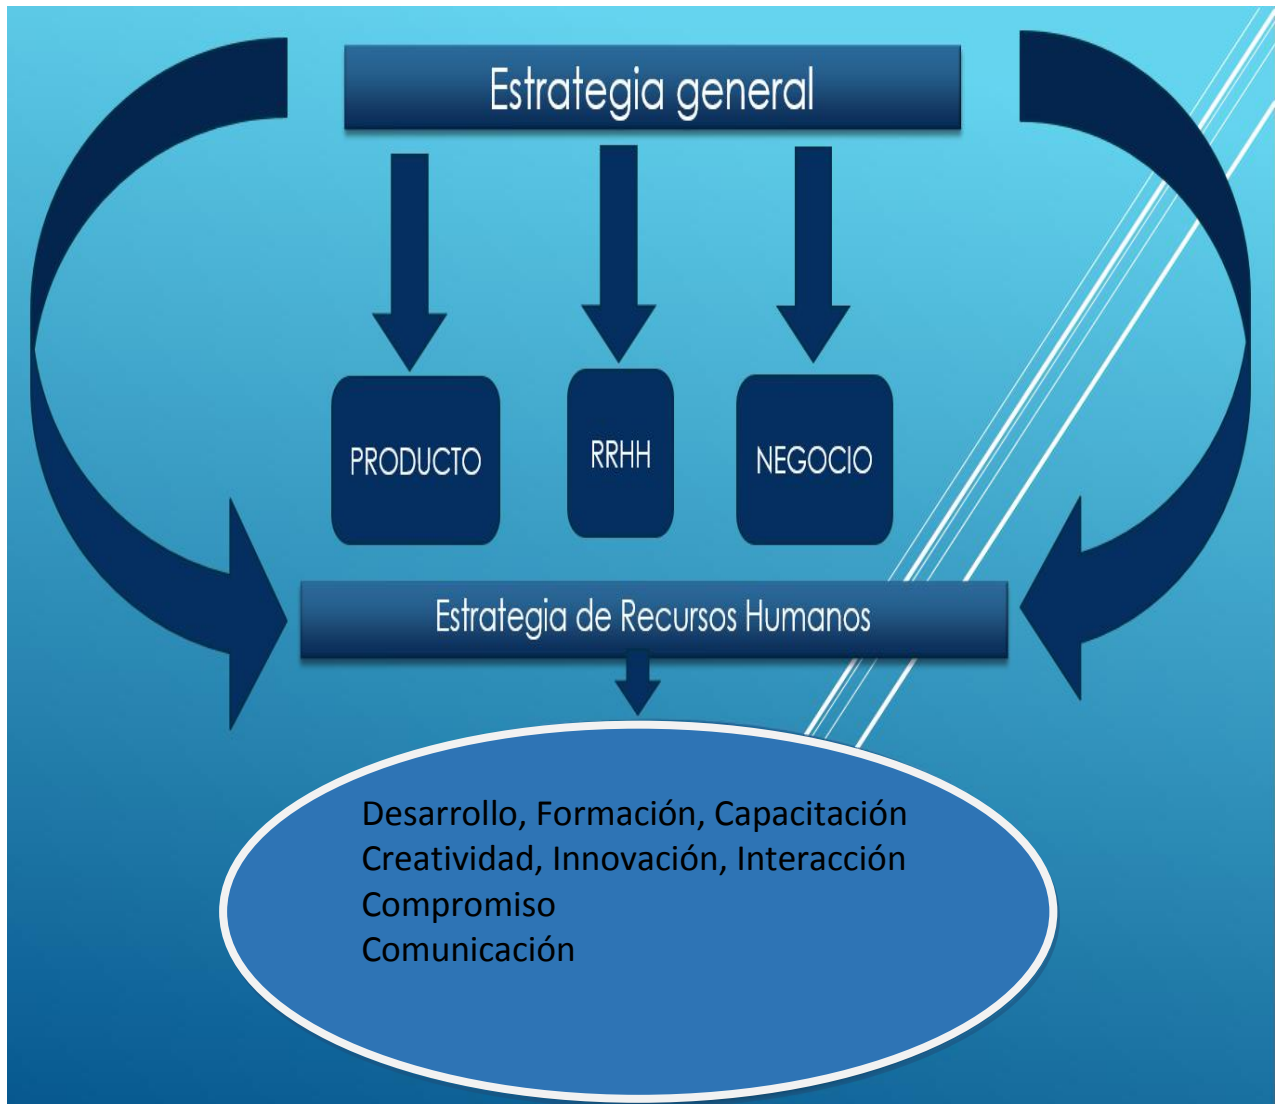 Estrategia general
PRODUCTO
RRHH
NEGOCIO
Estrategia de Recursos Humanos
Desarrollo, Formación, Capacitación
Creatividad, Innovación, Interacción
Compromiso
Comunicación